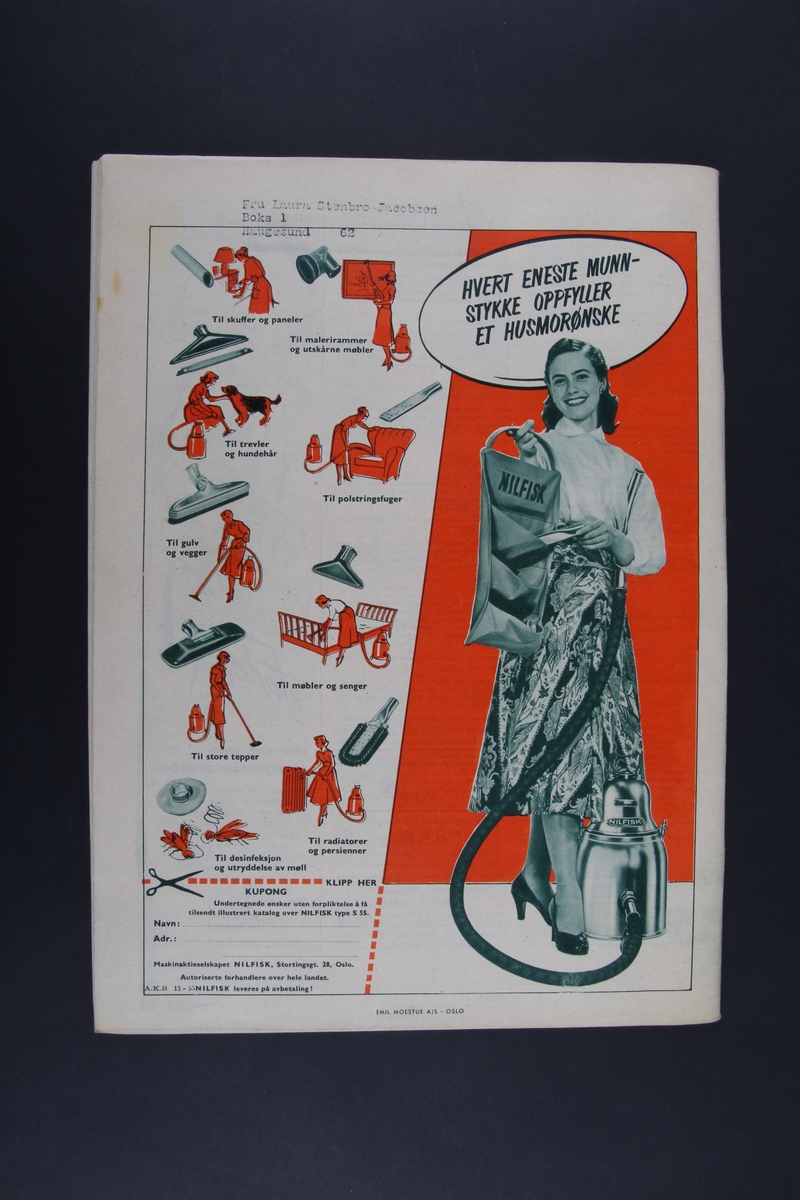 Fru Laura Stenbro-Jacobsen
Boks 1
Haugesund 62
HVERT ENESTE MUNN-
STYKKE OPPFYLLER
ET HUSMORØNSKE
Til skuffer og paneler
Til malerirammer
og utskårne møbler
Til trevler
og hundehår
Til polstringsfuger
Til gulv
og vegger
Til møbler og senger
Til store tepper
Til radiatorer
og persienner
Til desinfeksjon
og utryddelse av møll
NILFISK
NILFISK
KLIPP HER
KUPONG
Undertegnede ønsker uten forpliktelse å få
tilsendt illustrert katalog over NILFISK type S 55.
Navn:
Adr.:
Maskinaktieselskapet NILFISK, Stortingsgt. 28, Oslo.
Autoriserte forhandlere over hele landet.
A.K.B 13 - 55 NILFISK leveres på avbetaling!
EMIL MOESTUE A/S - OSLO